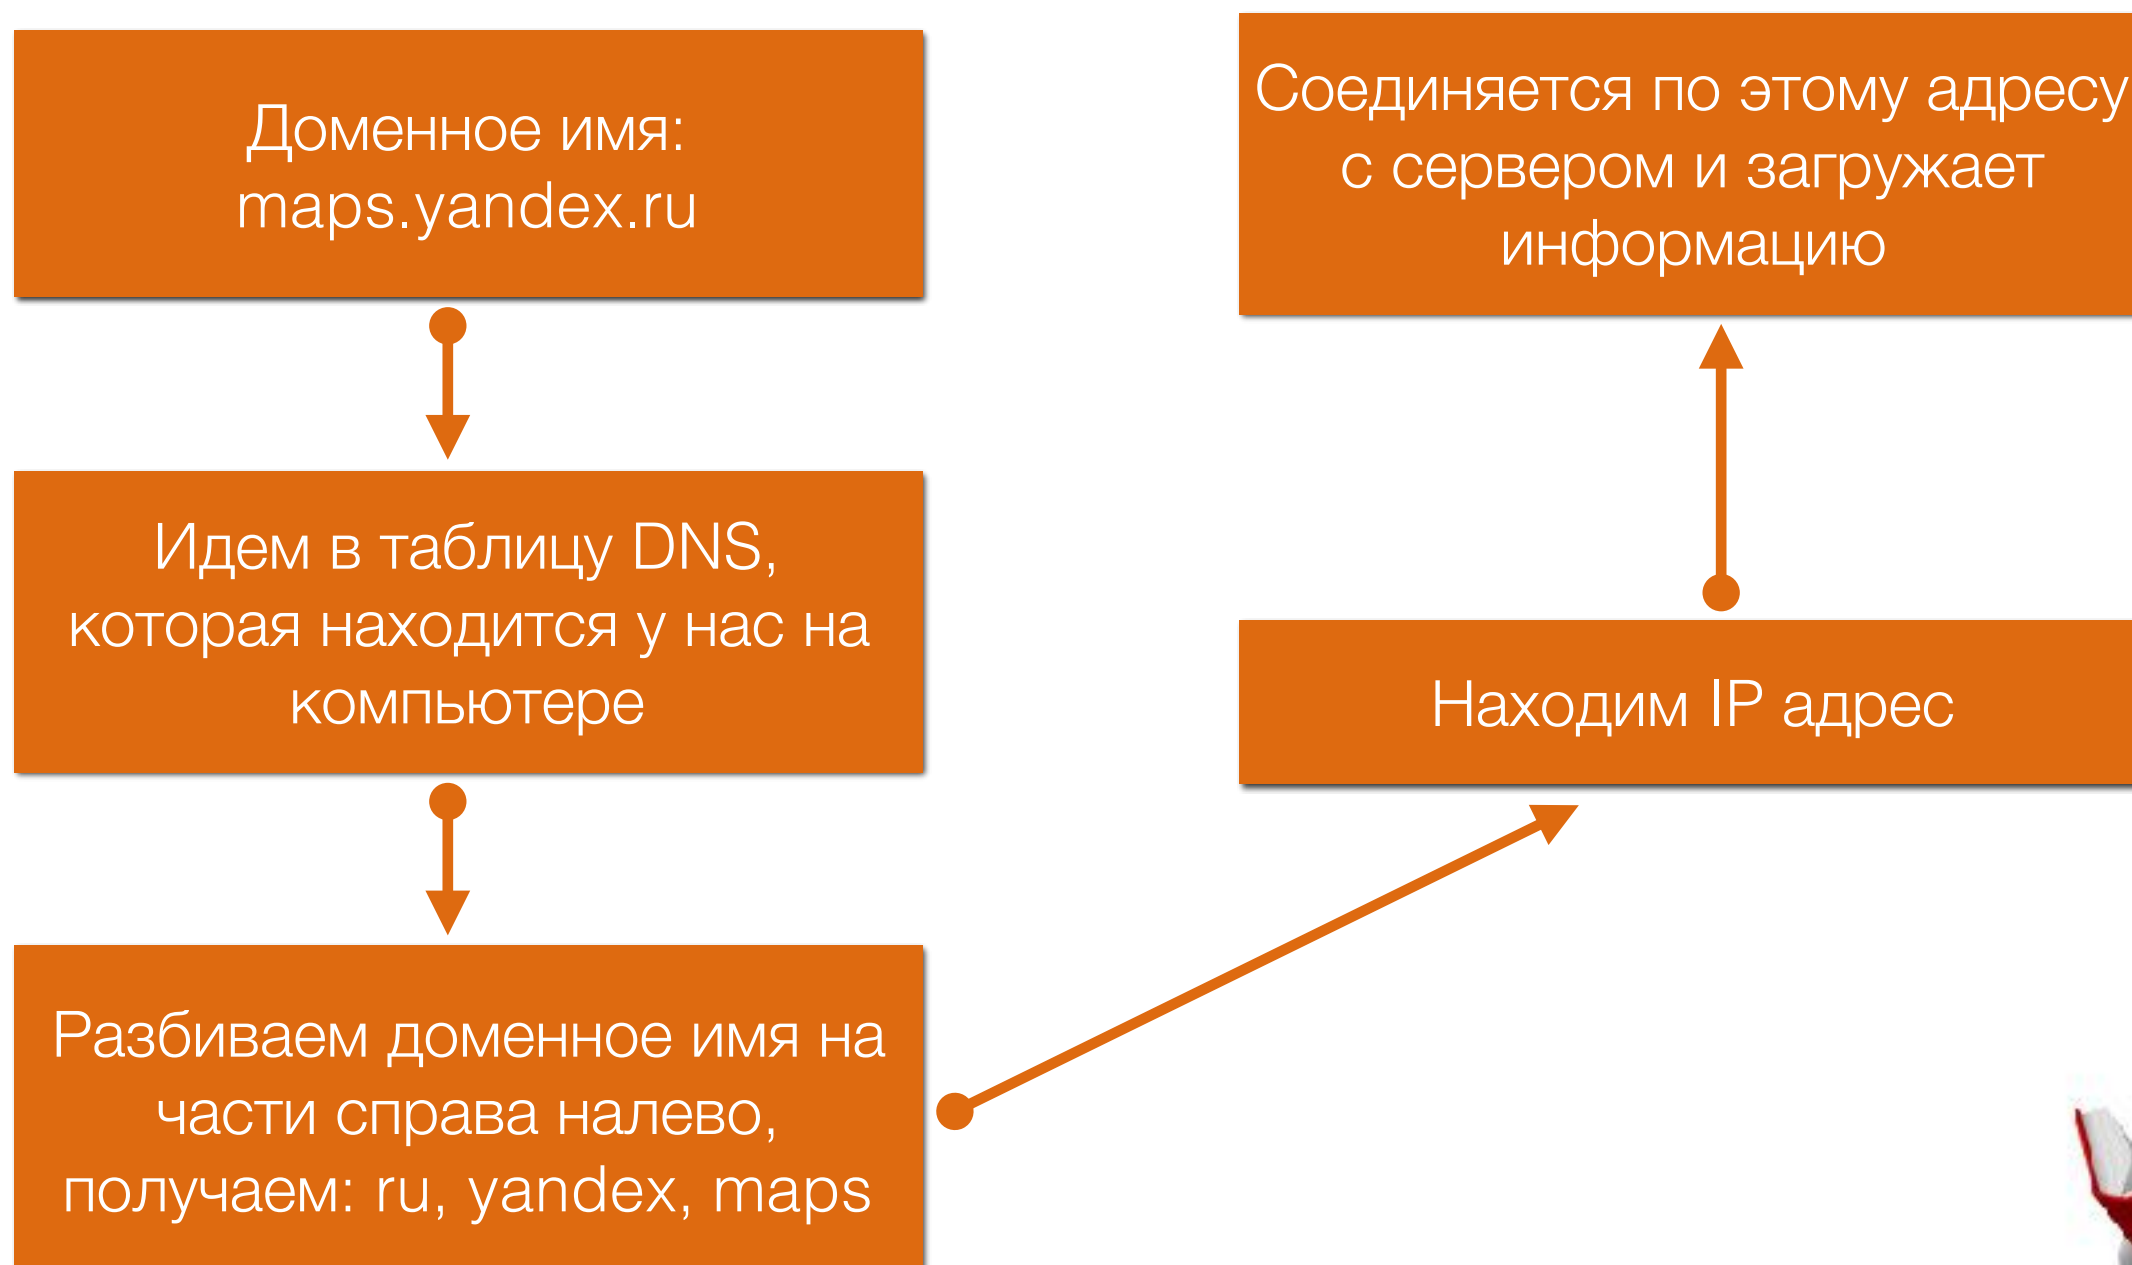 Доменное имя:
maps.yandex.ru
Идем в таблицу DNS,
которая находится у нас на
компьютере
Разбиваем доменное имя на
части справа налево,
получаем: ru, yandex, maps
Находим IP адрес
Соединяется по этому адресу
с сервером и загружает
информацию